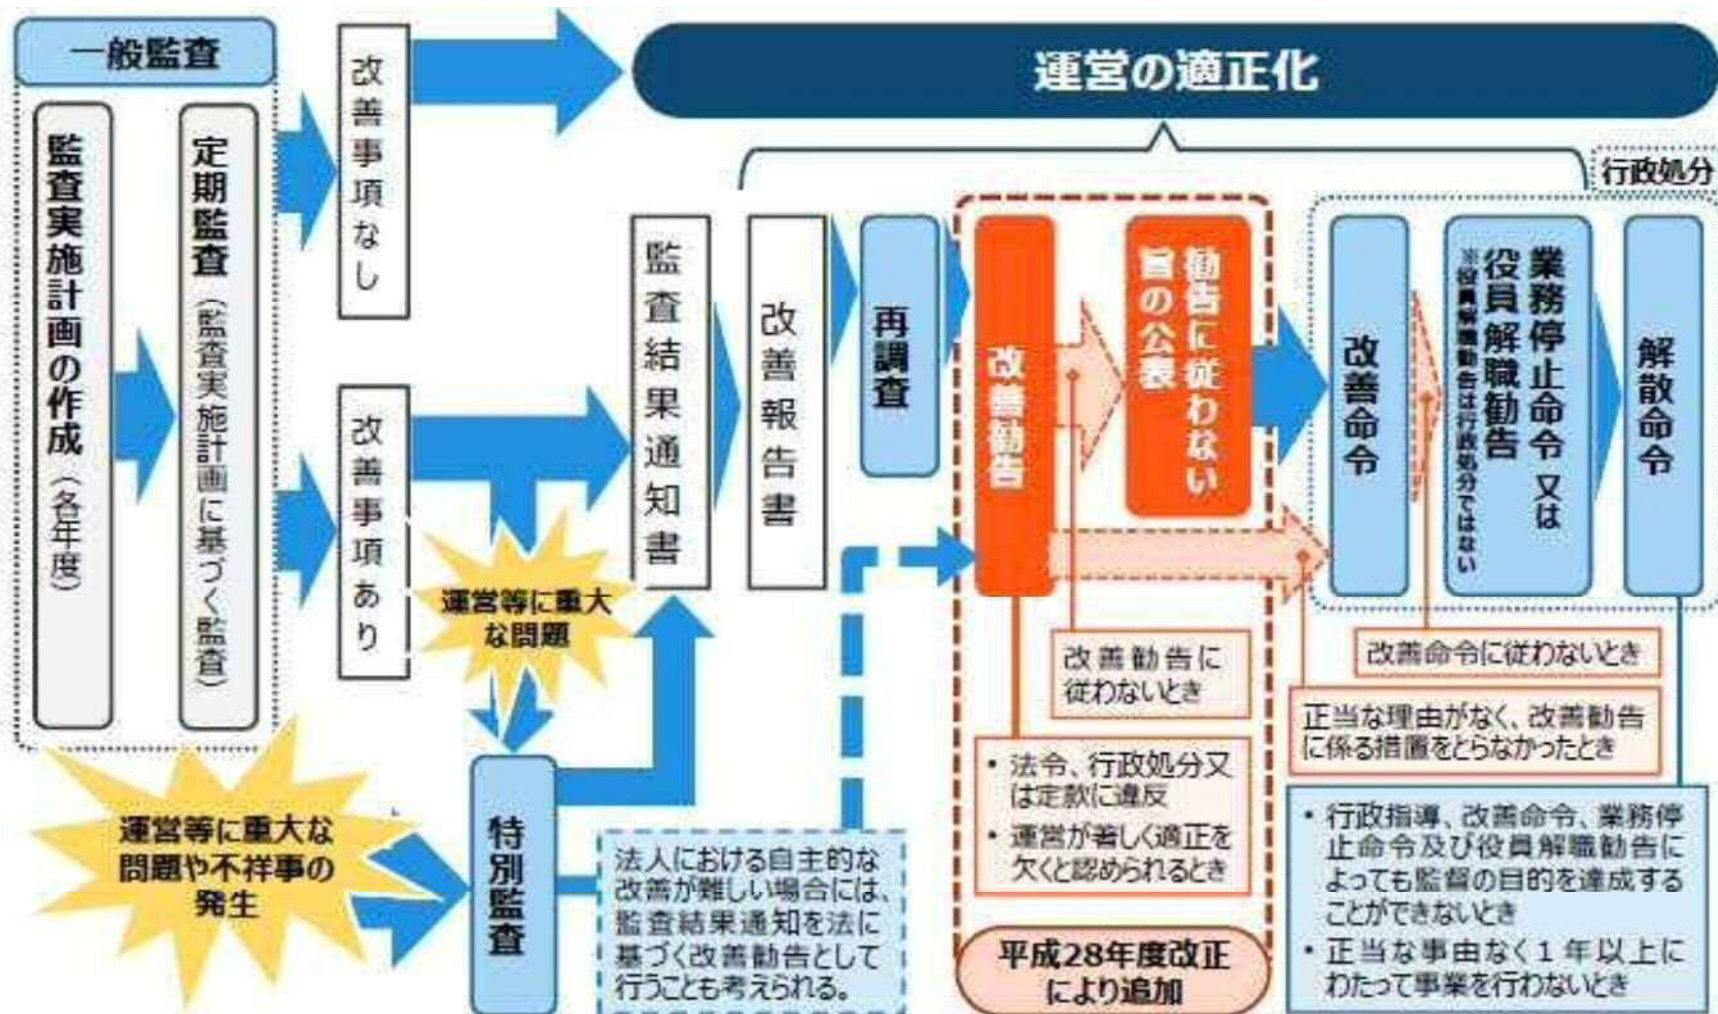 一般監査
監査実施計画の作成（各年度）
定期監査（監査実施計画に基づく監査）
改善事項なし
改善事項あり
運営の適正化
行政処分
監査結果通知書
改善報告書
再調査
改善勧告
勧告に従わない
旨の公表
改善命令
業務停止命令 又は
役員解職勧告
※役員解職勧告は行政処分ではない
解散命令
運営等に重大
な問題
改善勧告に
従わないとき
改善命令に従わないとき
正当な理由がなく、改善勧告
に係る措置をとらなかったとき
• 法令、行政処分又
は定款に違反
• 運営が著しく適正を
欠くと認められるとき
運営等に重大な
問題や不祥事の
発生
特別監査
法人における自主的な
改善が難しい場合には、
監査結果通知を法に
基づく改善勧告として
行うことも考えられる。
平成28年度改正
により追加
• 行政指導、改善命令、業務停
止命令及び役員解職勧告に
よっても監督の目的を達成する
ことができないとき
• 正当な事由なく１年以上に
わたって事業を行わないとき